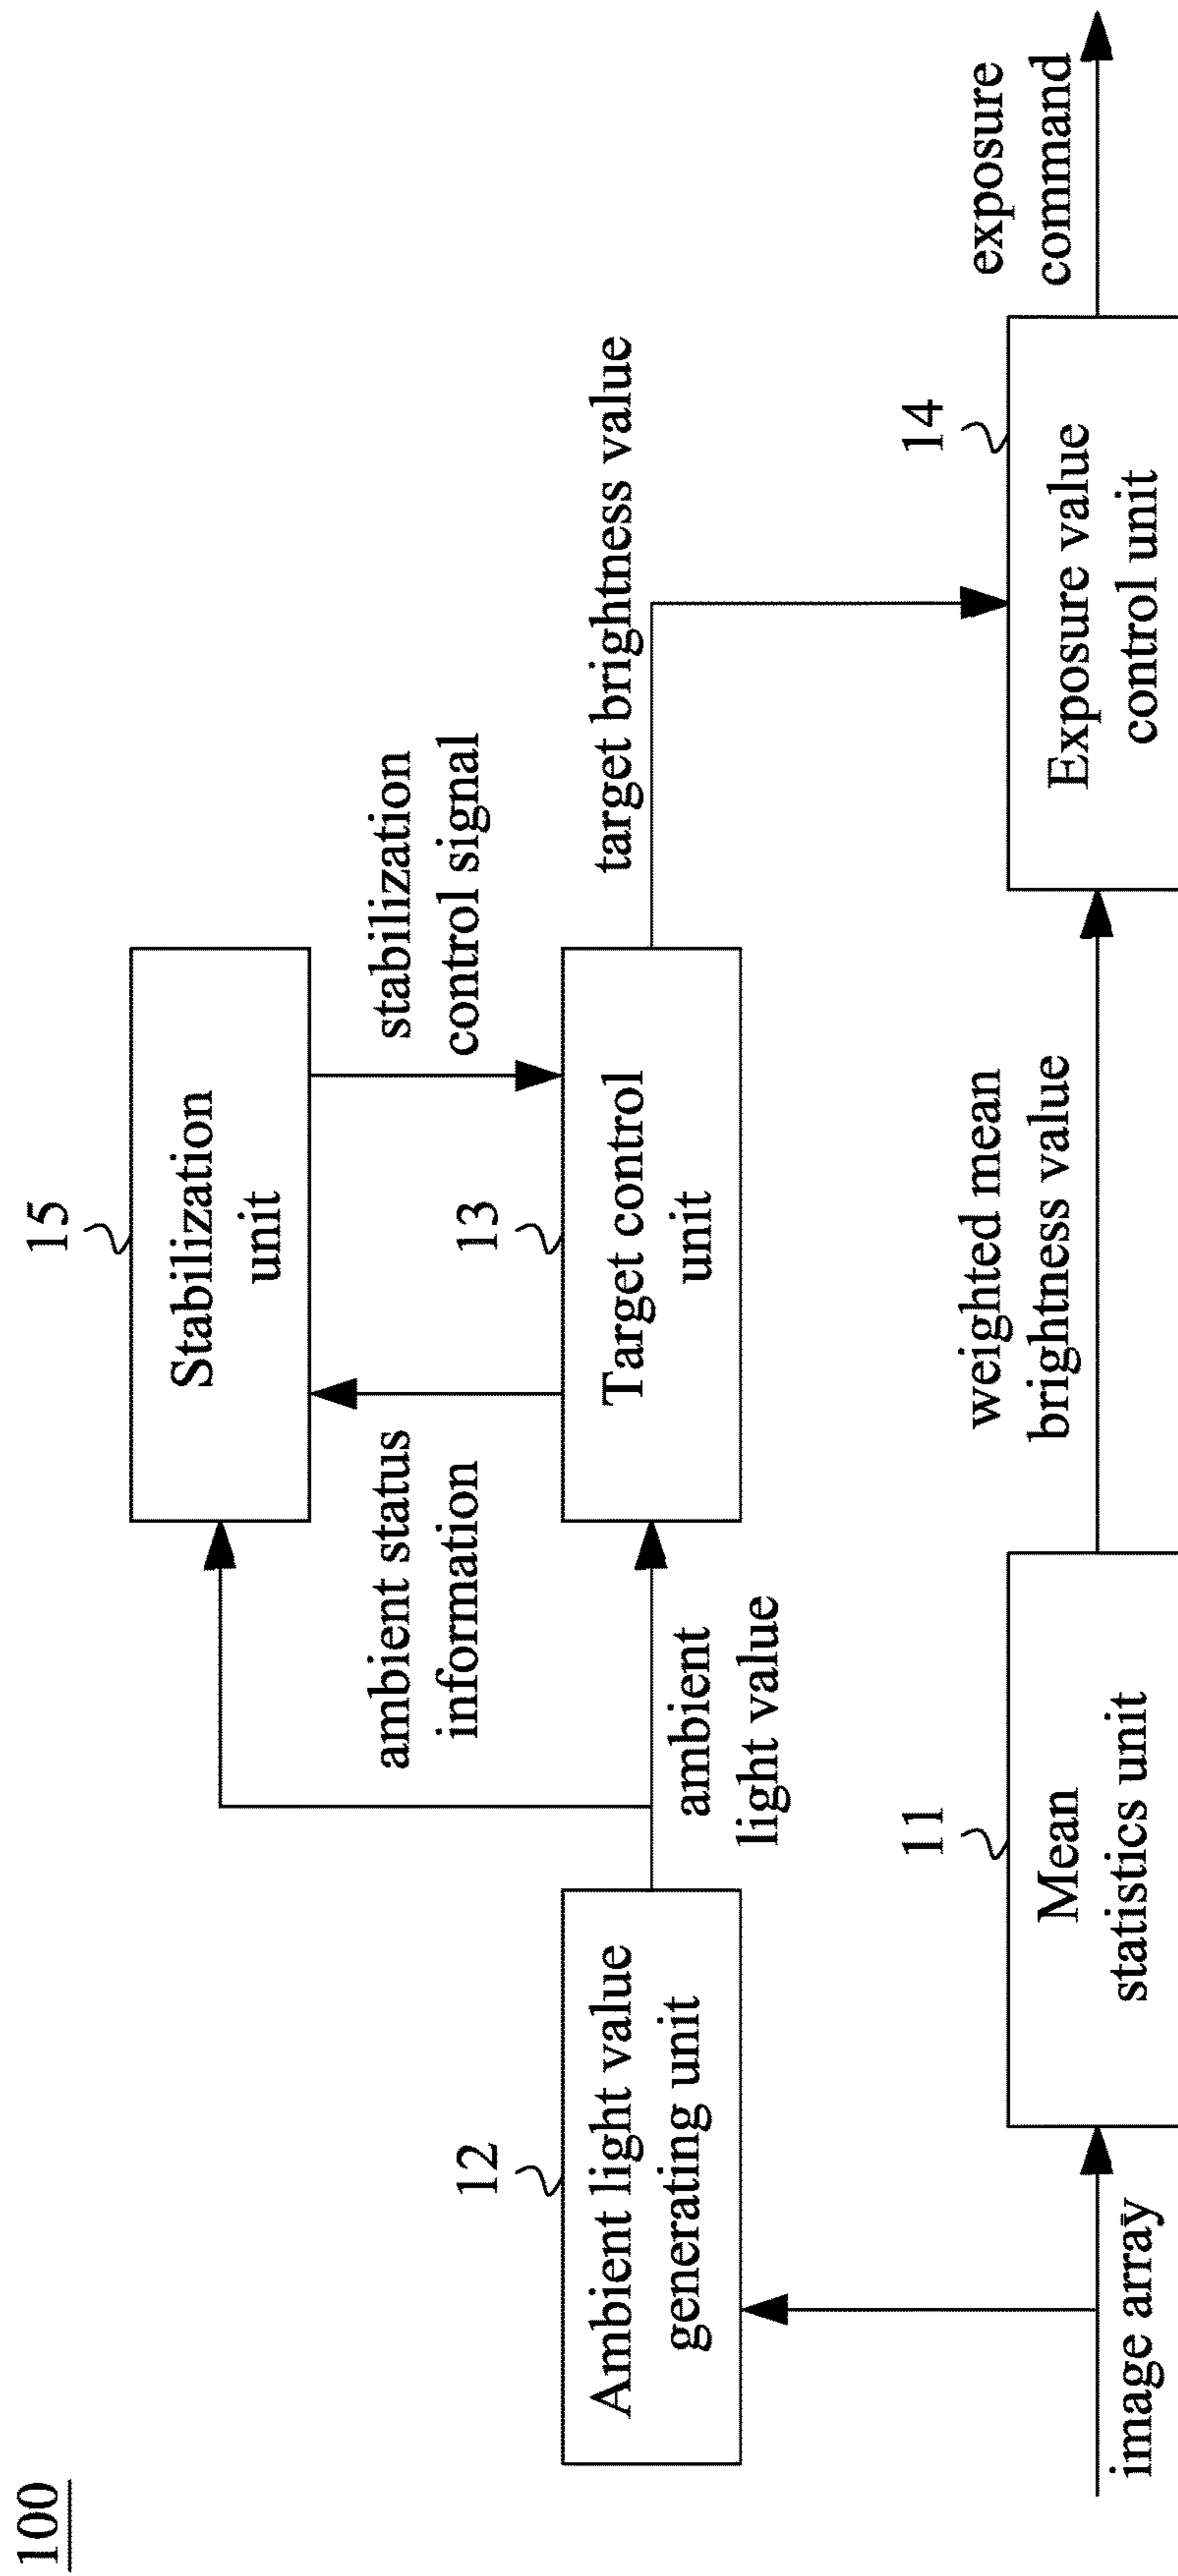 100
15
Stabilization
unit
ambient status
information
stabilization
control signal
12
Ambient light value
generating unit
ambient
light value
13
Target control
unit
target brightness value
image array
11
Mean
statistics unit
weighted mean
brightness value
14
Exposure value
control unit
exposure
command